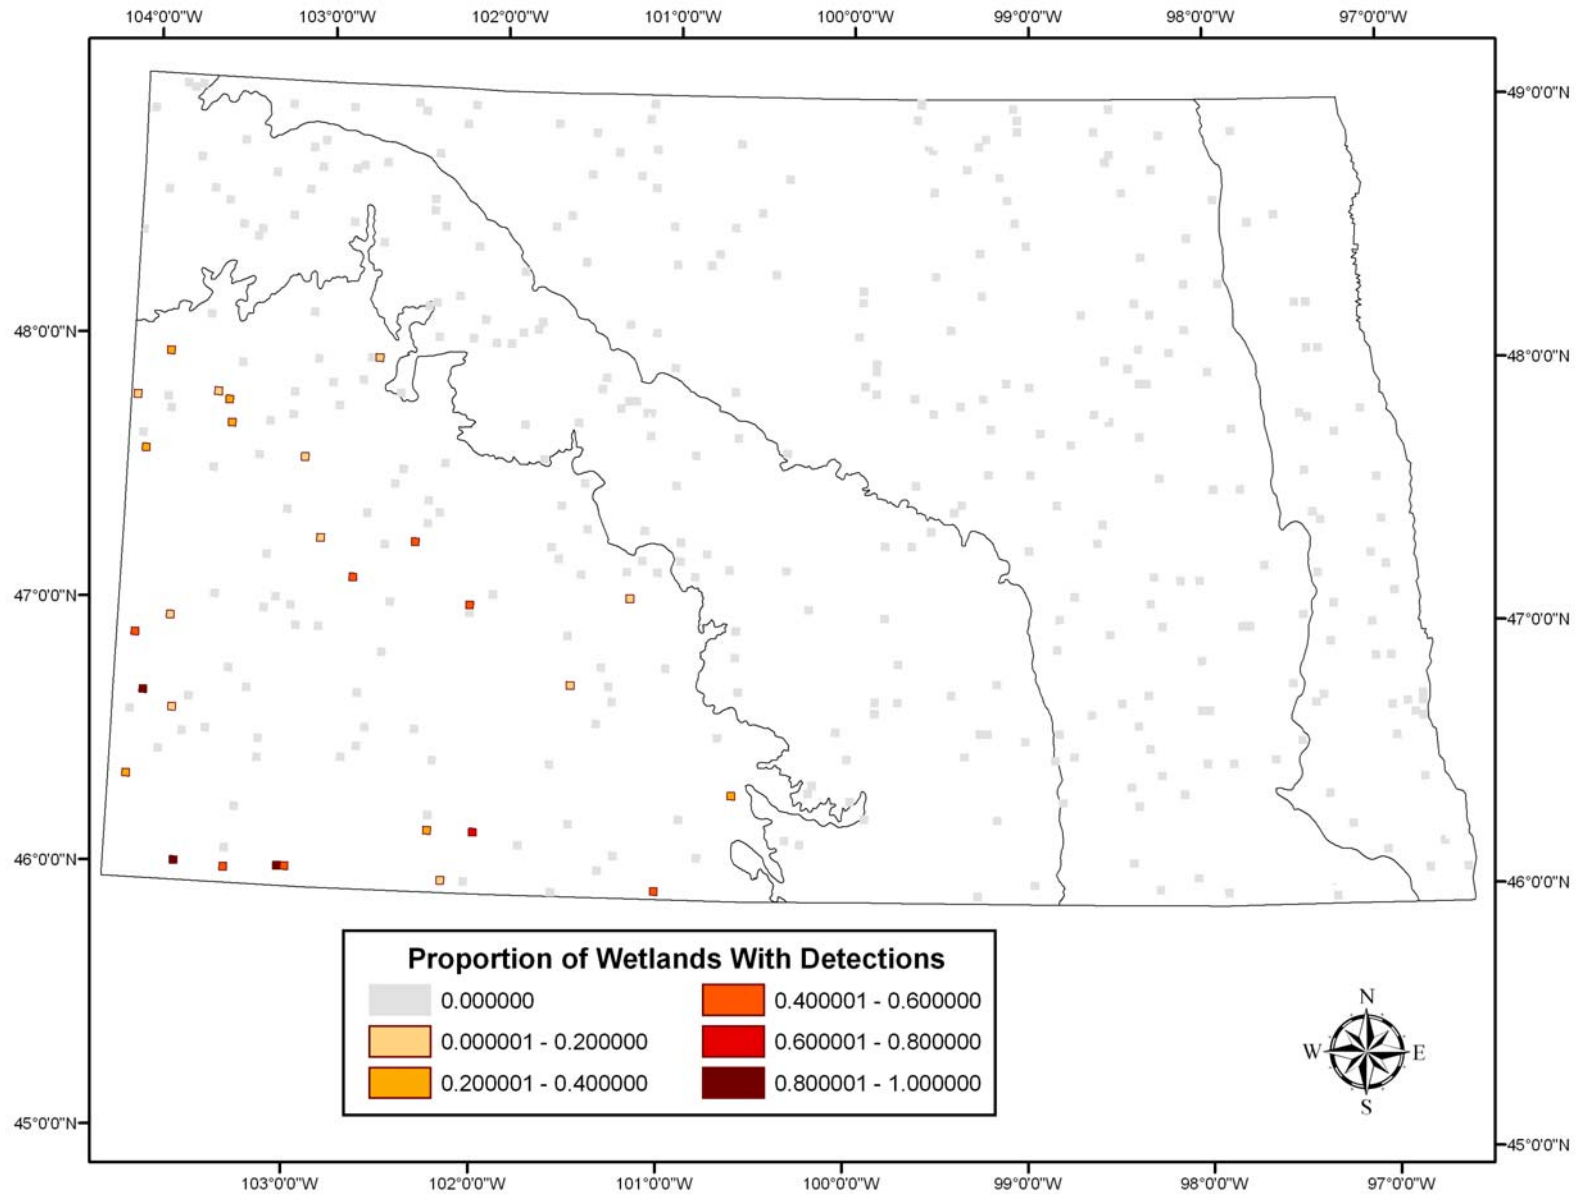 104°0'0"W 103°0'0"W 102°0'0"W 101°0'0"W 100°0'0"W 99°0'0"W 98°0'0"W 97°0'0"W
49°0'0"N
48°0'0"N
48°0'0"N
47°0'0"N
47°0'0"N
46°0'0"N
46°0'0"N
Proportion of Wetlands With Detections
0.000000 0.400001 - 0.600000
0.000001 - 0.200000 0.600001 - 0.800000
0.200001 - 0.400000 0.800001 - 1.000000
N
W E
S
45°0'0"N
45°0'0"N
103°0'0"W 102°0'0"W 101°0'0"W 100°0'0"W 99°0'0"W 98°0'0"W 97°0'0"W